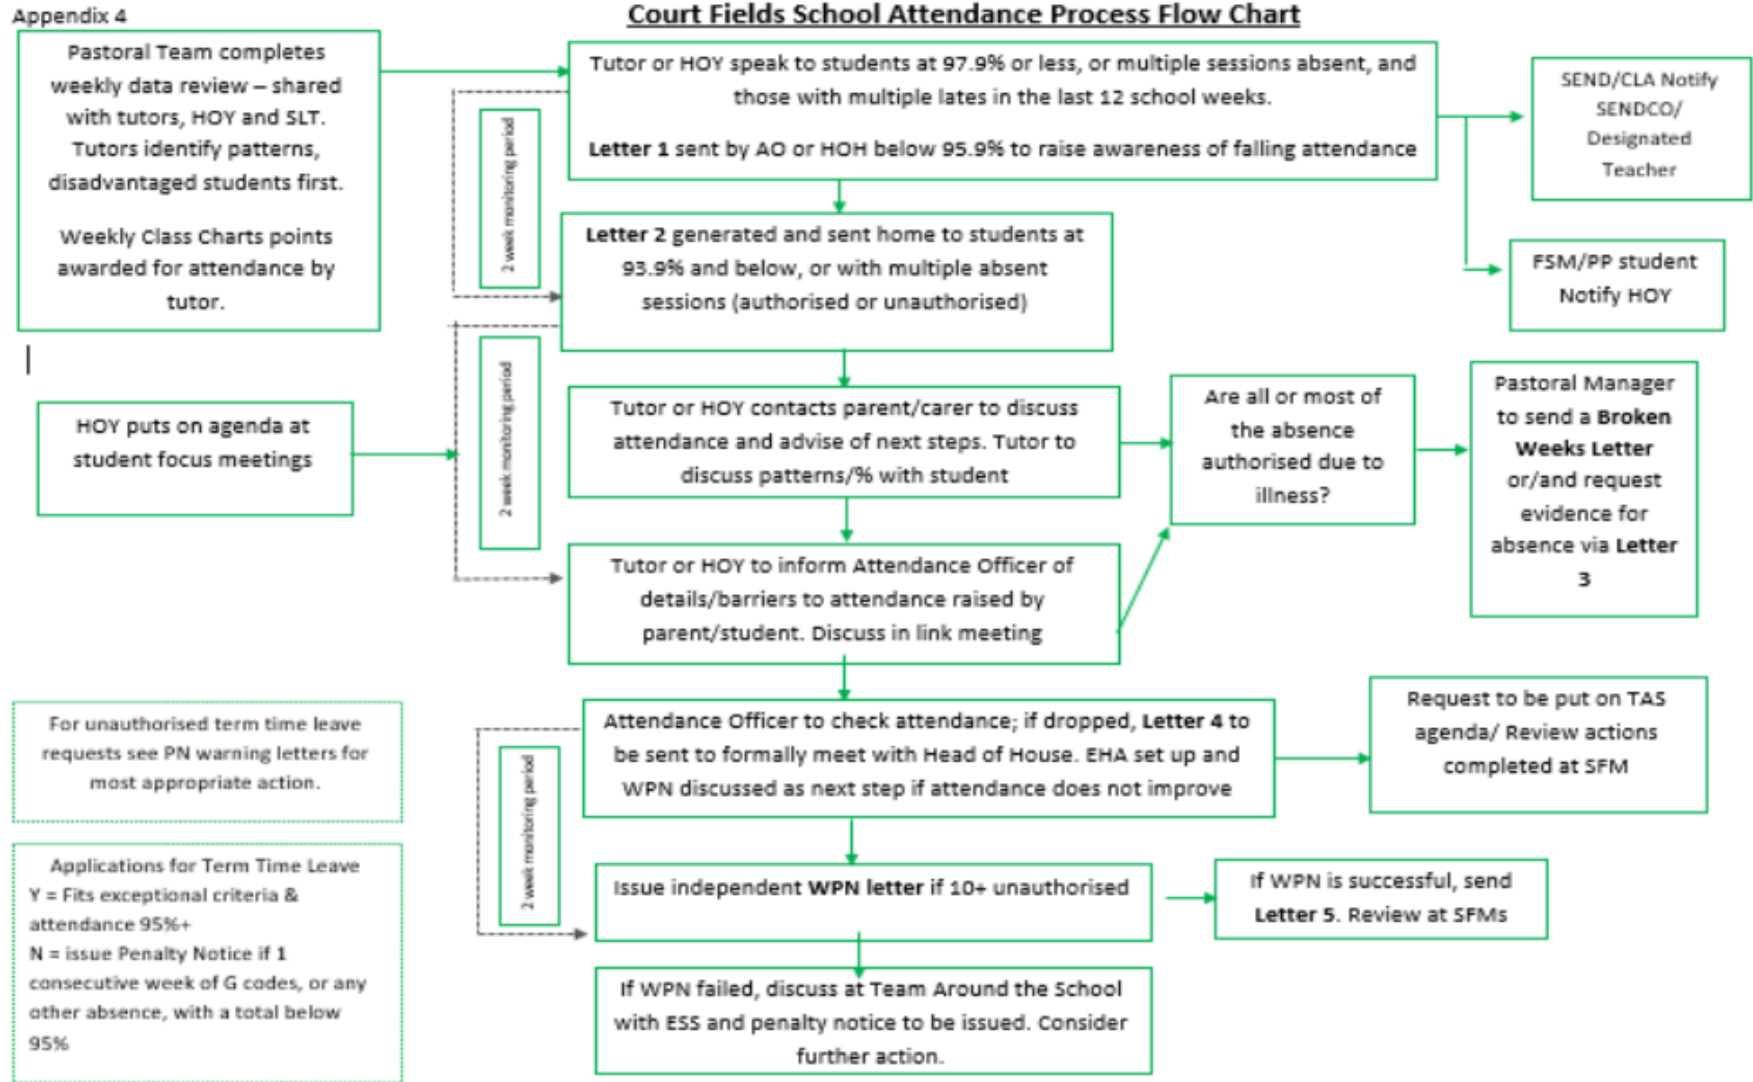 Appendix 4
Court Fields School Attendance Process Flow Chart
Pastoral Team completes
weekly data review – shared
with tutors, HOY and SLT.
Tutors identify patterns,
disadvantaged students first.
Weekly Class Charts points
awarded for attendance by
tutor.
Tutor or HOY speak to students at 97.9% or less, or multiple sessions absent, and
those with multiple lates in the last 12 school weeks.
Letter 1 sent by AO or HOH below 95.9% to raise awareness of falling attendance
SEND/CLA Notify
SENDCO/
Designated
Teacher
FSM/PP student
Notify HOY
2 week monitoring period
Letter 2 generated and sent home to students at
93.9% and below, or with multiple absent
sessions (authorised or unauthorised)
HOY puts on agenda at
student focus meetings
2 week monitoring period
Tutor or HOY contacts parent/carer to discuss
attendance and advise of next steps. Tutor to
discuss patterns/% with student
Are all or most of
the absence
authorised due to
illness?
Pastoral Manager
to send a Broken
Weeks Letter
or/and request
evidence for
absence via Letter
3
Tutor or HOY to inform Attendance Officer of
details/barriers to attendance raised by
parent/student. Discuss in link meeting
For unauthorised term time leave
requests see PN warning letters for
most appropriate action.
2 week monitoring period
Attendance Officer to check attendance; if dropped, Letter 4 to
be sent to formally meet with Head of House. EHA set up and
WPN discussed as next step if attendance does not improve
Request to be put on TAS
agenda/ Review actions
completed at SFM
Applications for Term Time Leave
Y = Fits exceptional criteria &
attendance 95%+
N = issue Penalty Notice if 1
consecutive week of G codes, or any
other absence, with a total below
95%
Issue independent WPN letter if 10+ unauthorised
If WPN is successful, send
Letter 5. Review at SFMs
If WPN failed, discuss at Team Around the School
with ESS and penalty notice to be issued. Consider
further action.